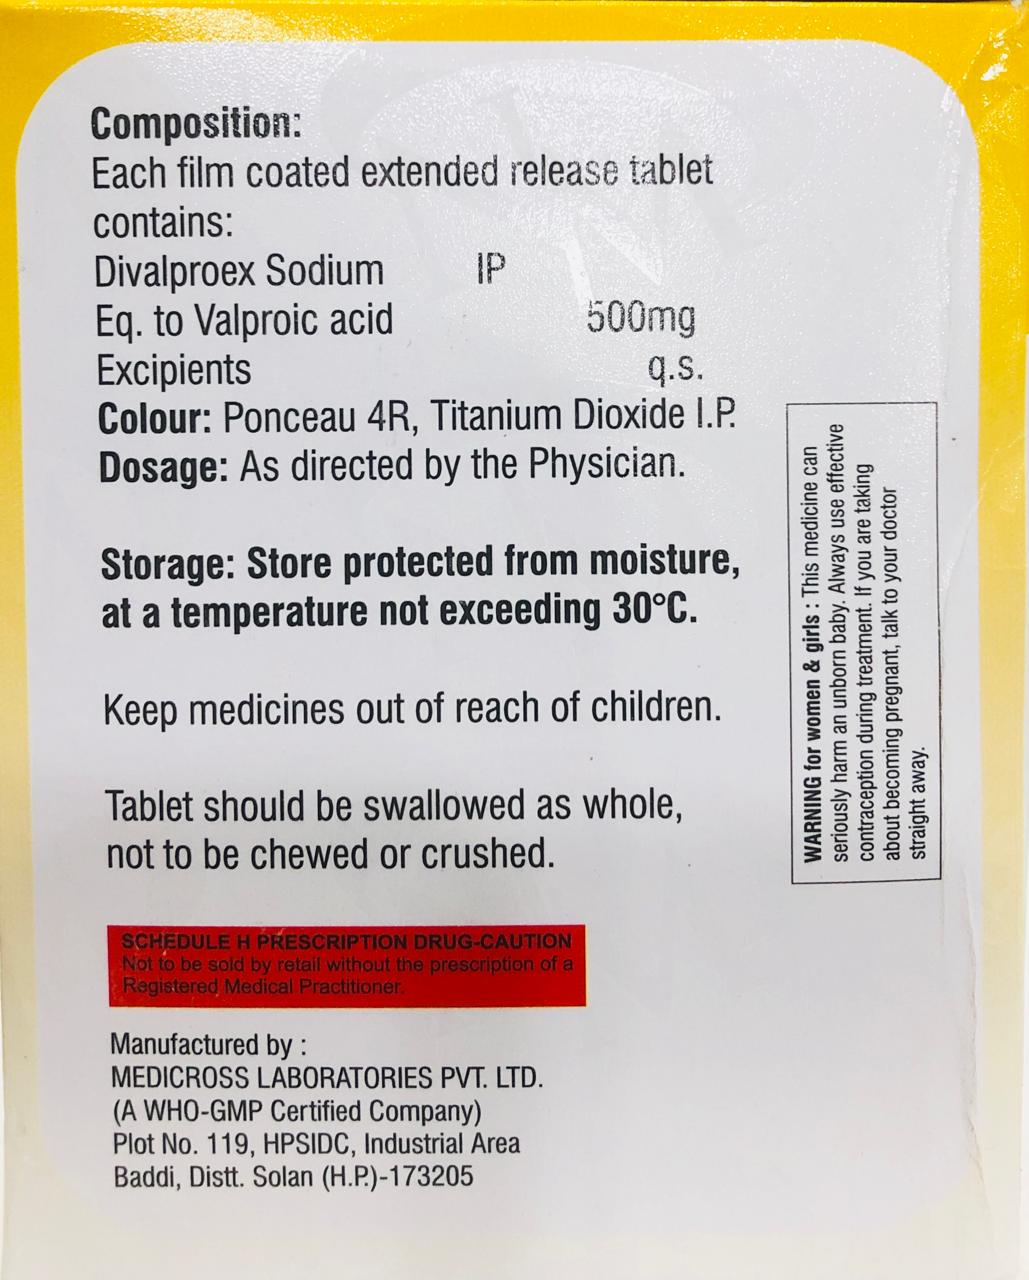 Composition:
Each film coated extended release tablet
contains:
Divalproex Sodium IP
Eq. to Valproic acid 500mg
Excipients q.s.
Colour: Ponceau 4R, Titanium Dioxide I.P.
Dosage: As directed by the Physician.
Storage: Store protected from moisture,
at a temperature not exceeding 30°C.
Keep medicines out of reach of children.
Tablet should be swallowed as whole,
not to be chewed or crushed.
SCHEDULE H PRESCRIPTION DRUG-CAUTION
Not to be sold by retail without the prescription of a
Registered Medical Practitioner.
Manufactured by :
MEDICROSS LABORATORIES PVT. LTD.
(A WHO-GMP Certified Company)
Plot No. 119, HPSIDC, Industrial Area
Baddi, Distt. Solan (H.P.)-173205
WARNING for women & girls : This medicine can
seriously harm an unborn baby. Always use effective
contraception during treatment. If you are taking
about becoming pregnant, talk to your doctor
straight away.